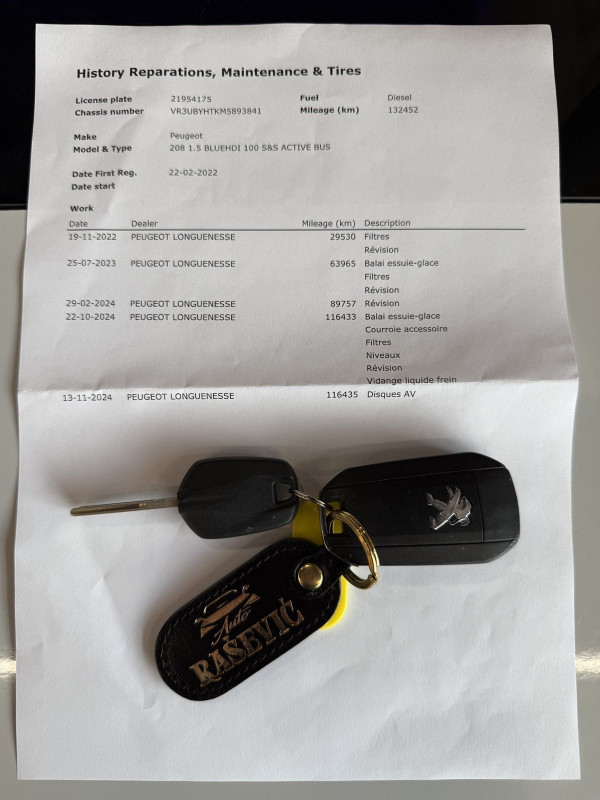 History Reparations, Maintenance & Tires
License plate 21954175 Fuel Diesel
Chassis number VR3UBYHTKM5893841 Mileage (km) 132452
Make Peugeot
Model & Type 208 1.5 BLUEHDI 100 S&S ACTIVE BUS
Date First Reg. 22-02-2022
Date start
Work
Date Dealer Mileage (km) Description
19-11-2022 PEUGEOT LONGUENESSE 29530 Filtres
Révision
25-07-2023 PEUGEOT LONGUENESSE 63965 Balai essuie-glace
Filtres
Révision
29-02-2024 PEUGEOT LONGUENESSE 89757 Révision
22-10-2024 PEUGEOT LONGUENESSE 116433 Balai essuie-glace
Courroie accessoire
Filtres
Niveaux
Révision
Vidange liquide frein
13-11-2024 PEUGEOT LONGUENESSE 116435 Disques AV
Auto
RASEVIĆ